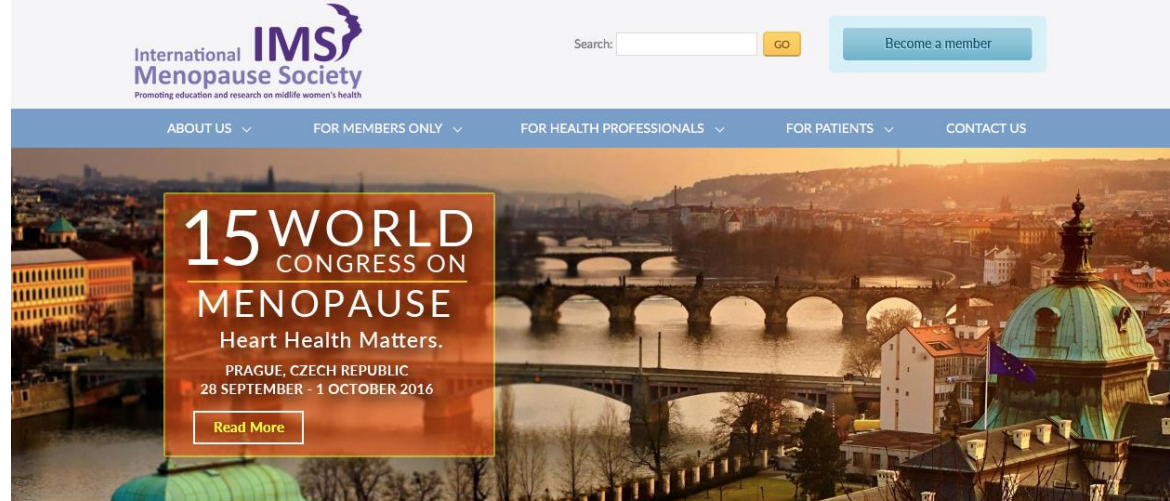 International IMS
Menopause Society
Promoting education and research on midlife women's health
Search:
GO
Become a member
ABOUT US
FOR MEMBERS ONLY
FOR HEALTH PROFESSIONALS
FOR PATIENTS
CONTACT US
15 WORLD
CONGRESS ON
MENOPAUSE
Heart Health Matters.
PRAGUE, CZECH REPUBLIC
28 SEPTEMBER - 1 OCTOBER 2016
Read More